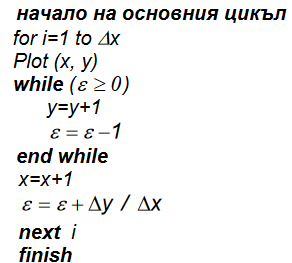 начало на основния цикъл
for i=1 to Δx
Plot (x, y)
while (ε ≥ 0)
y=y+1
ε = ε −1
end while
x=x+1
ε = ε + Δy / Δx
next i
finish